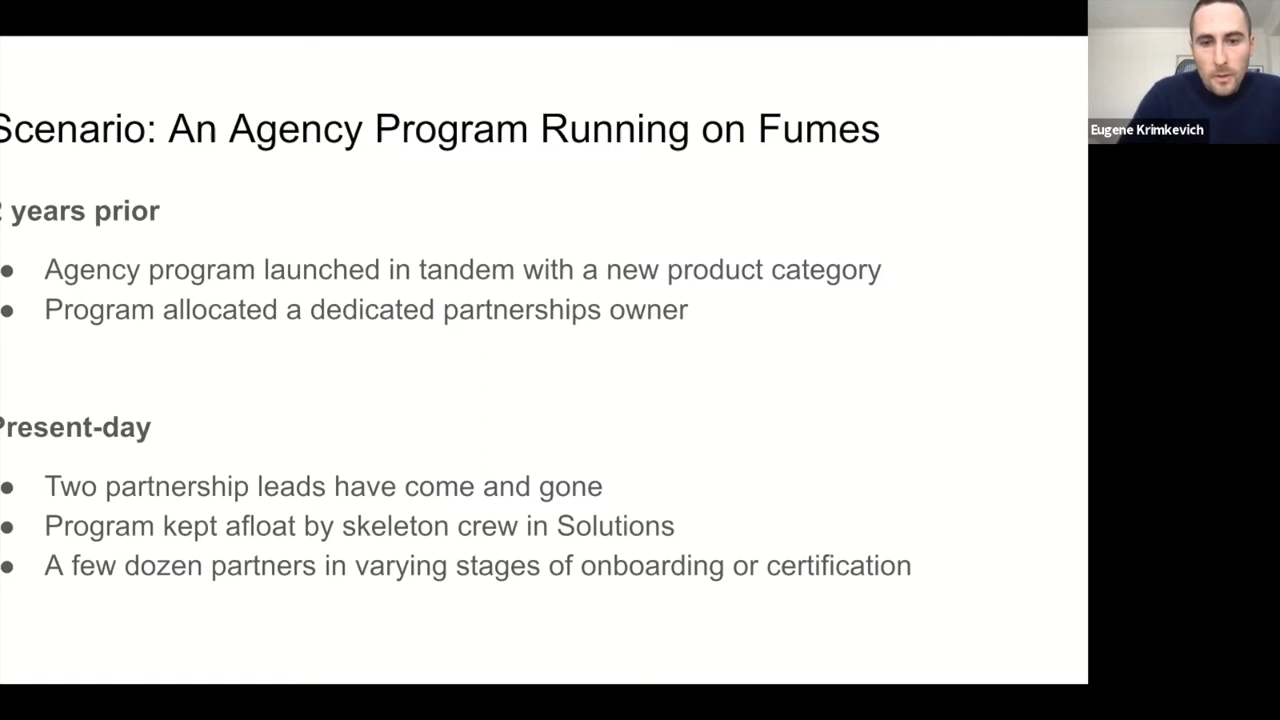 Scenario: An Agency Program Running on Fumes
2 years prior
● Agency program launched in tandem with a new product category
● Program allocated a dedicated partnerships owner
Present-day
● Two partnership leads have come and gone
● Program kept afloat by skeleton crew in Solutions
● A few dozen partners in varying stages of onboarding or certification
Eugene Krimkevich